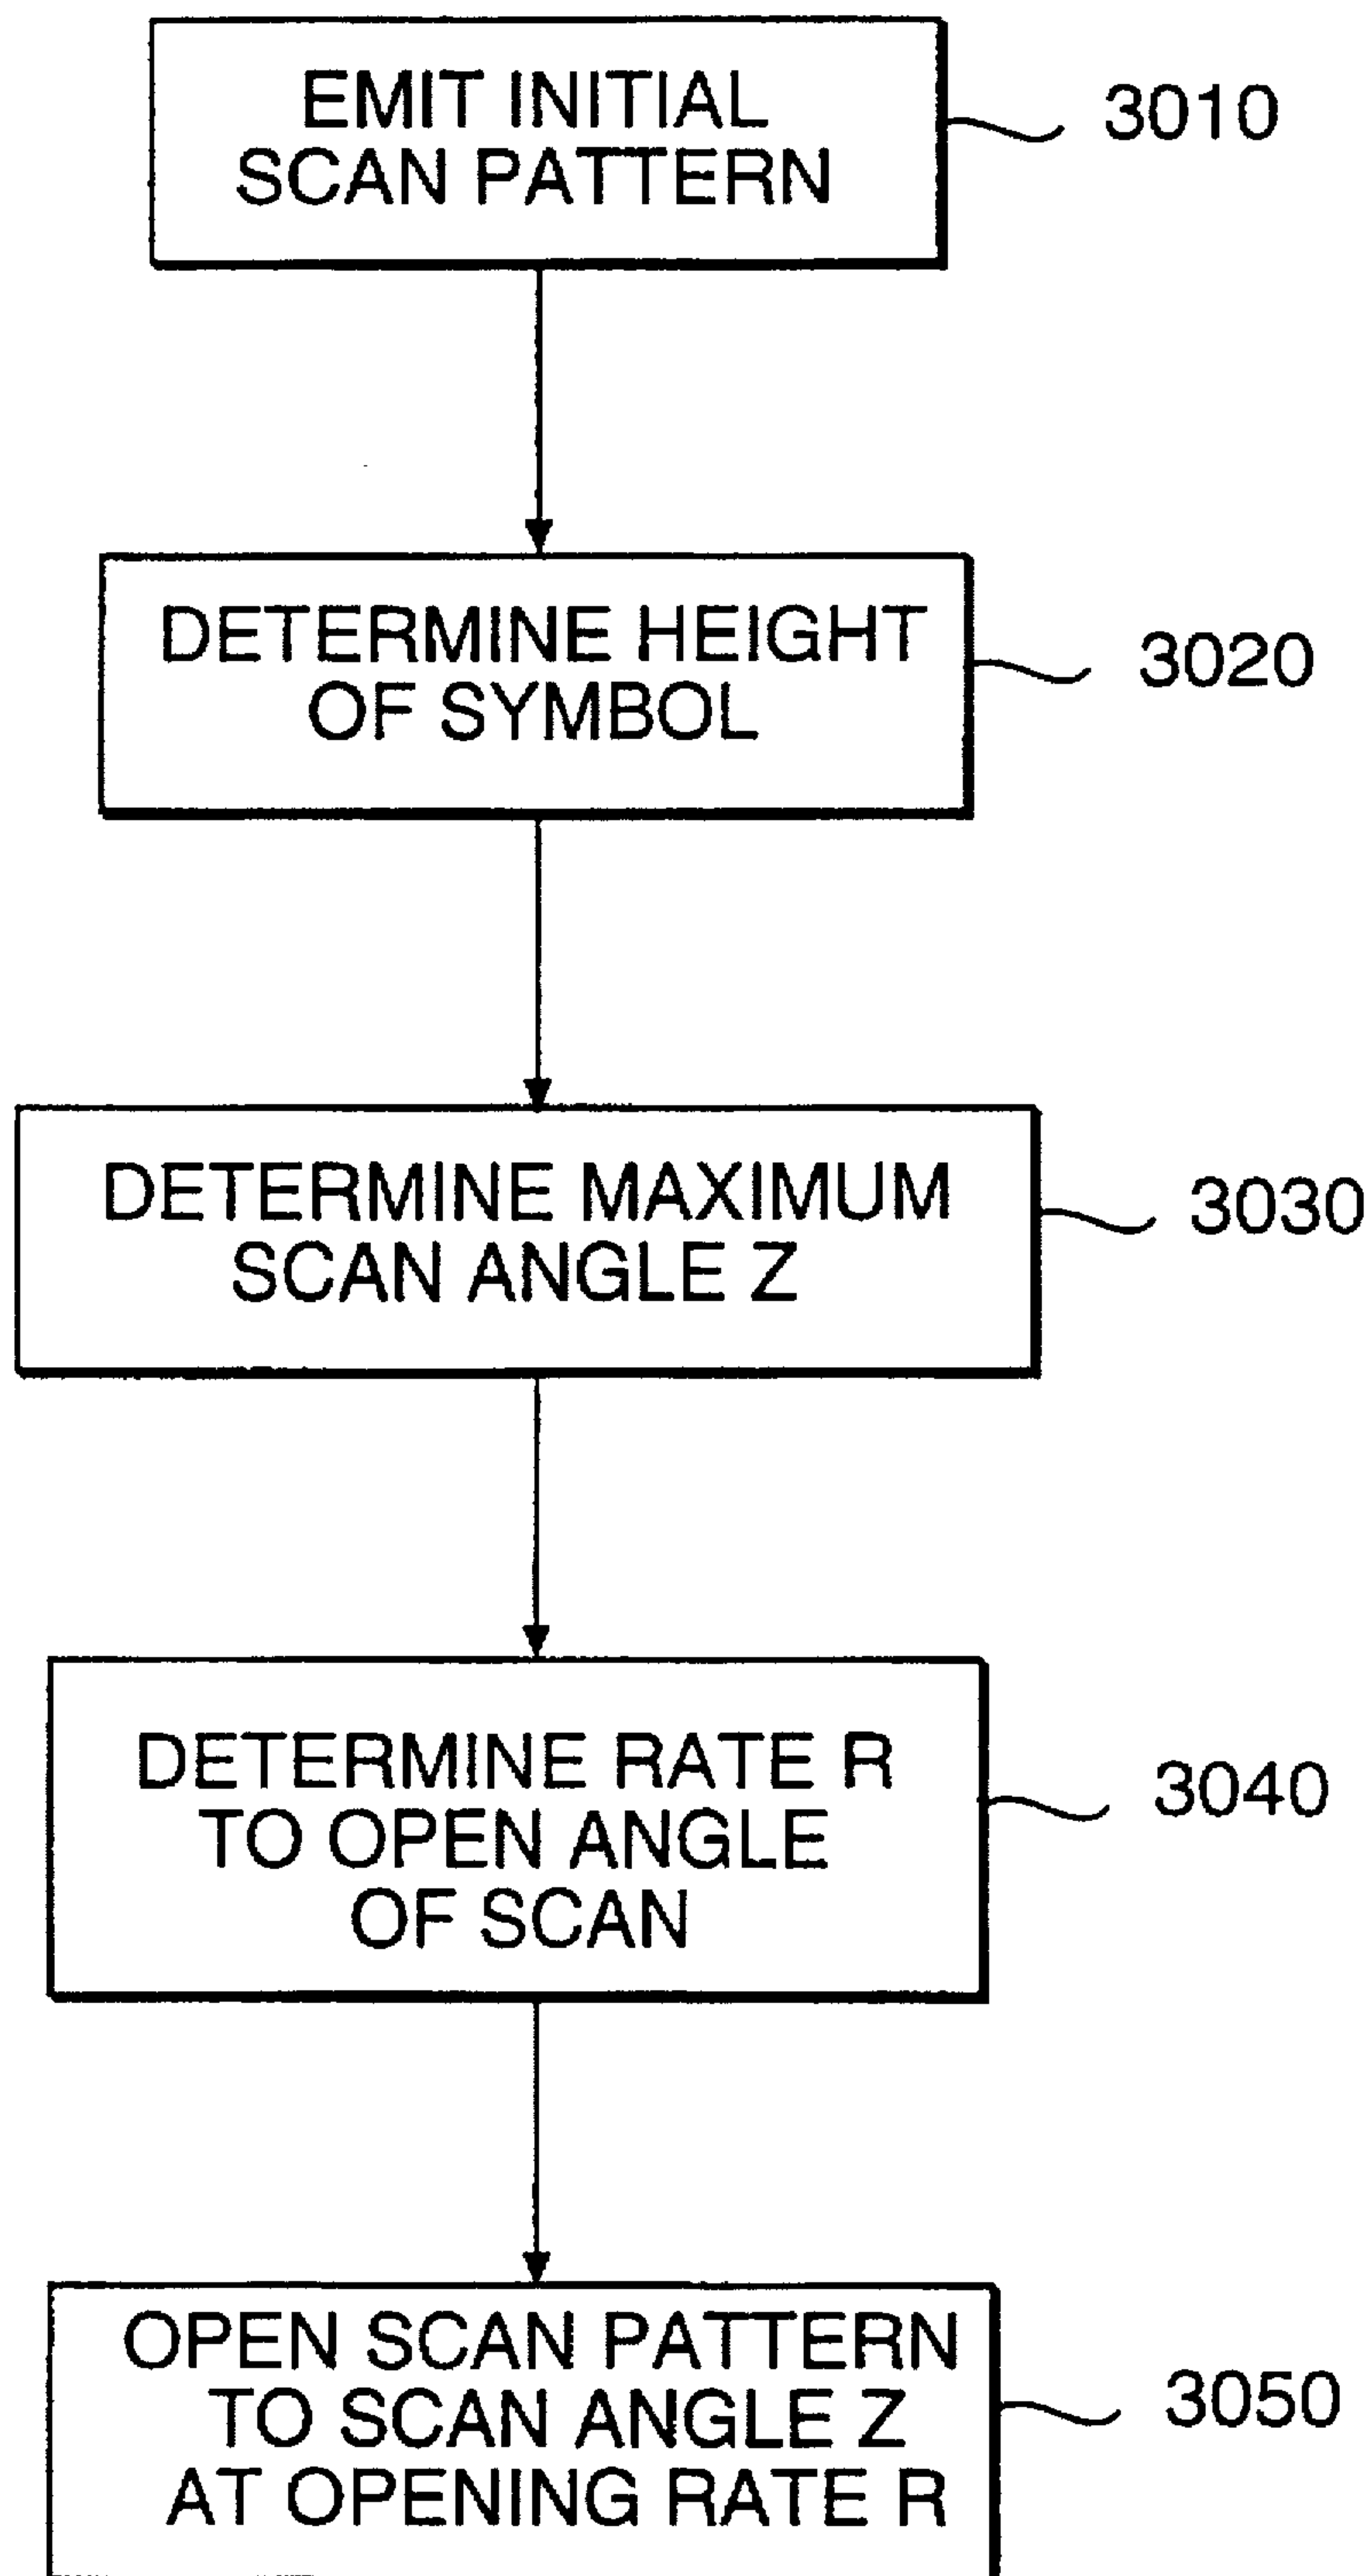 EMIT INITIAL
SCAN PATTERN
3010
DETERMINE HEIGHT
OF SYMBOL
3020
DETERMINE MAXIMUM
SCAN ANGLE Z
3030
DETERMINE RATE R
TO OPEN ANGLE
OF SCAN
3040
OPEN SCAN PATTERN
TO SCAN ANGLE Z
AT OPENING RATE R
3050